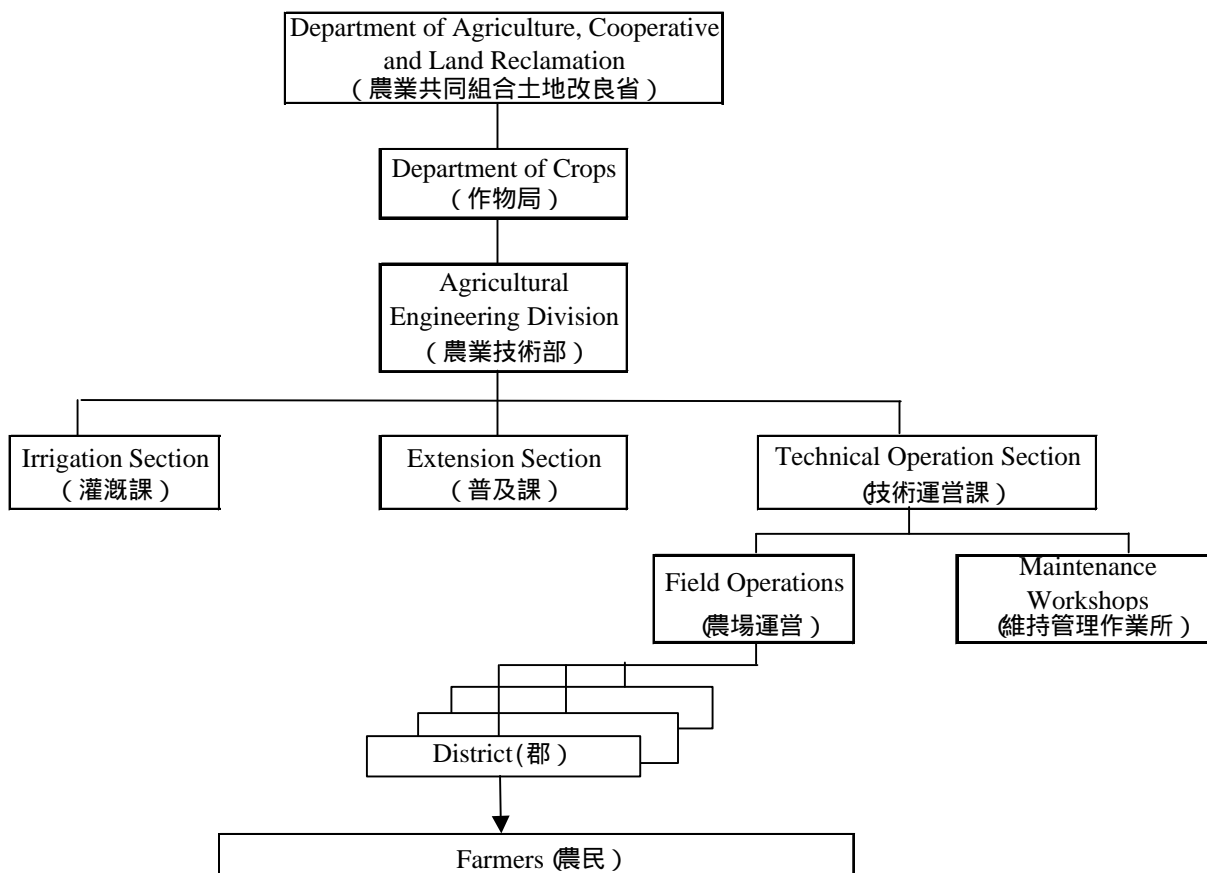 Department of Agriculture, Cooperative
and Land Reclamation
（農業共同組合土地改良省）
Department of Crops
（作物局）
Agricultural
Engineering Division
（農業技術部）
Irrigation Section
（灌漑課）
Extension Section
（普及課）
Technical Operation Section
（技術運営課）
Field Operations
（農場運営）
Maintenance
Workshops
（維持管理作業所）
District（郡）
Farmers（農民）